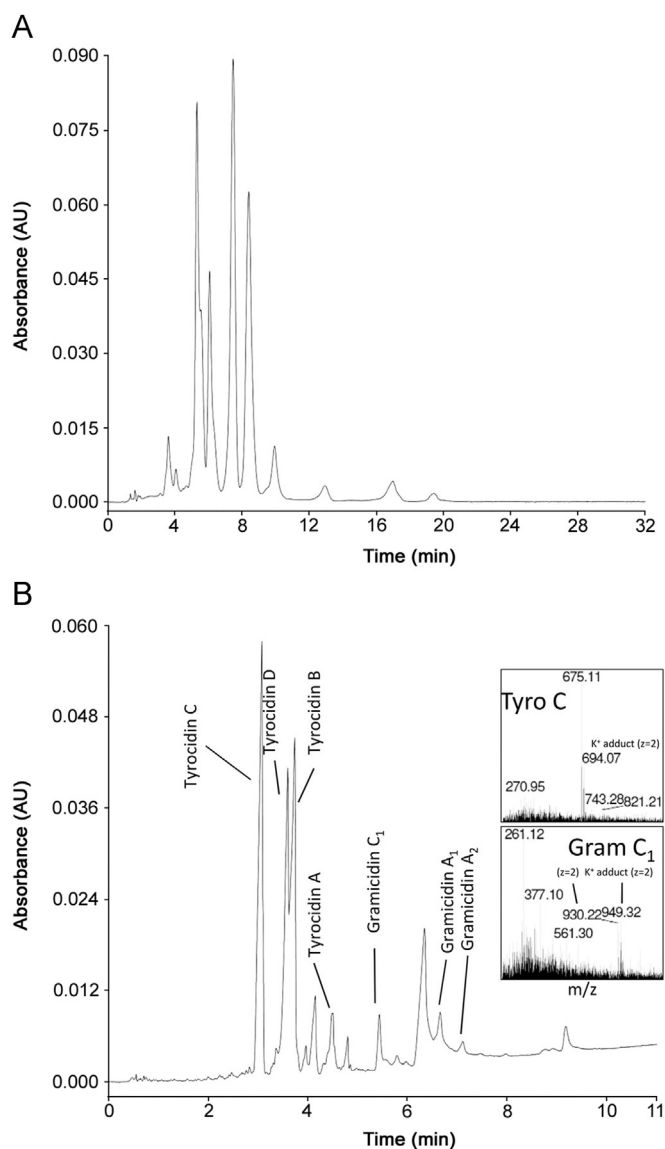 A
Absorbance (AU)
0.090
0.075
0.060
0.045
0.030
0.015
0.000
0 4 8 12 16 20 24 28 32
Time (min)
B
Absorbance (AU)
0.060
0.048
0.036
0.024
0.012
0.000
Tyrocidin C
Tyrocidin D
Tyrocidin B
Tyrocidin A
Gramicidin C₁
Gramicidin A₁
Gramicidin A₂
675.11
Tyro C
K⁺ adduct (z=2)
694.07
270.95
743.28 821.21
261.12
Gram C₁
(z=2) K⁺ adduct (z=2)
377.10
930.22 949.32
561.30
m/z
0 2 4 6 8 10 11
Time (min)